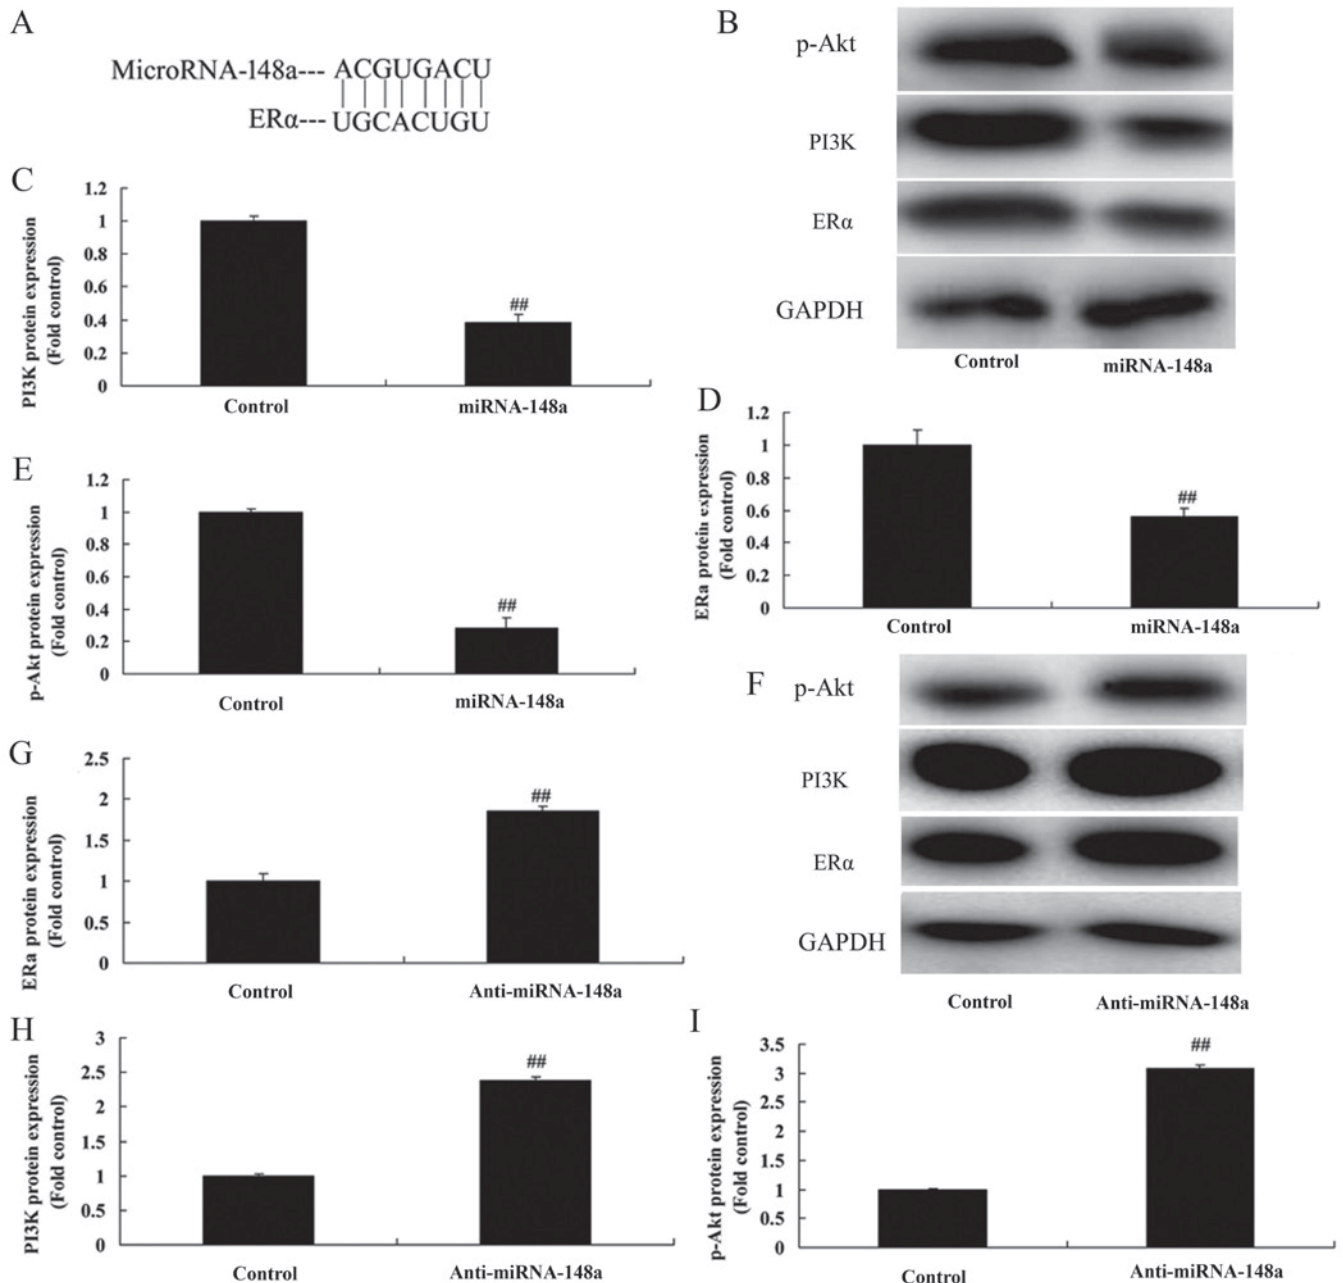 A
MicroRNA-148a--- ACGUGACU
ERα--- UGCACUGU
B
p-Akt
PI3K
ERα
GAPDH
Control miRNA-148a
C
PI3K protein expression
(Fold control)
1.2
1
0.8
0.6
0.4
0.2
0
##
Control miRNA-148a
D
ERa protein expression
(Fold control)
1.2
1
0.8
0.6
0.4
0.2
0
##
Control miRNA-148a
E
p-Akt protein expression
(Fold control)
1.2
1
0.8
0.6
0.4
0.2
0
##
Control miRNA-148a
F
p-Akt
PI3K
ERα
GAPDH
Control Anti-miRNA-148a
G
ERa protein expression
(Fold control)
2.5
2
1.5
1
0.5
0
##
Control Anti-miRNA-148a
H
PI3K protein expression
(Fold control)
3
2.5
2
1.5
1
0.5
0
##
Control Anti-miRNA-148a
I
p-Akt protein expression
(Fold control)
3.5
3
2.5
2
1.5
1
0.5
0
##
Control Anti-miRNA-148a